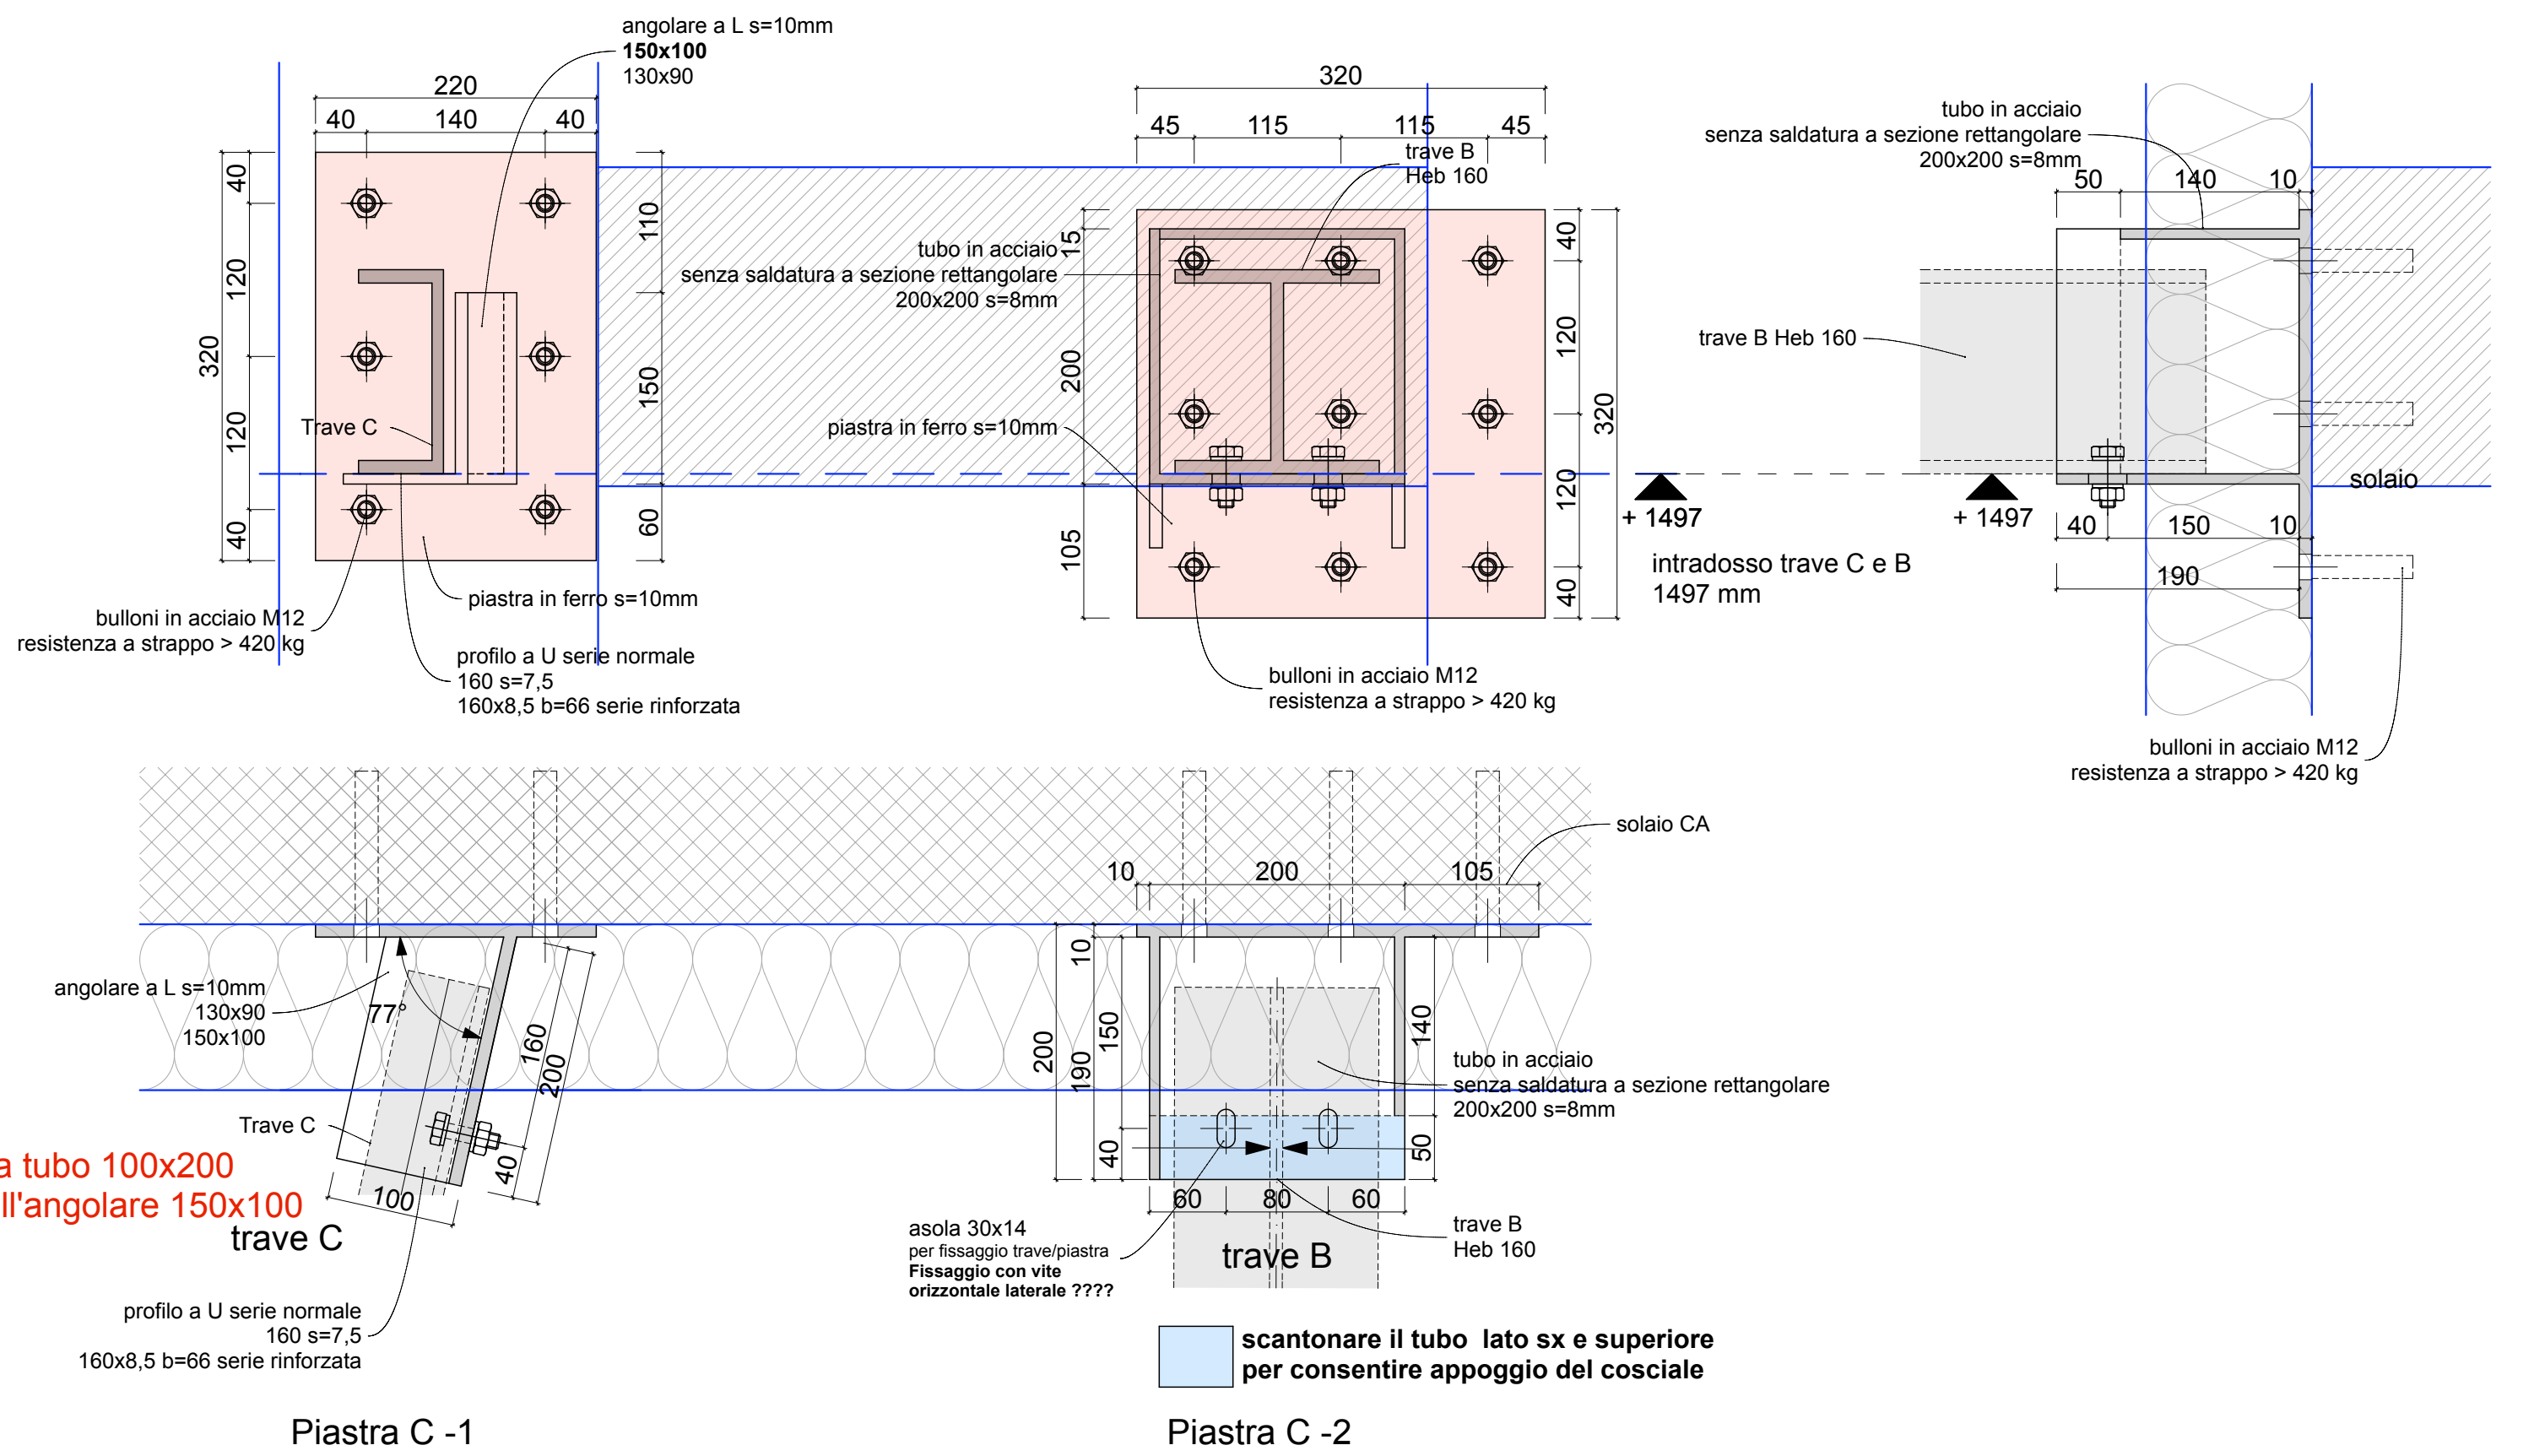 angolare a L s=10mm
150x100
130x90
220
40 140 40
40
120
320
120
40
110
150
60
Trave C
piastra in ferro s=10mm
bulloni in acciaio M12
resistenza a strappo > 420 kg
profilo a U serie normale
160 s=7,5
160x8,5 b=66 serie rinforzata
320
45 115 115 45
trave B
Heb 160
tubo in acciaio
senza saldatura a sezione rettangolare
200x200 s=8mm
15
200
105
piastra in ferro s=10mm
40
120
320
120
40
+ 1497
intradosso trave C e B
1497 mm
bulloni in acciaio M12
resistenza a strappo > 420 kg
tubo in acciaio
senza saldatura a sezione rettangolare
200x200 s=8mm
50 140 10
trave B Heb 160
solaio
+ 1497
40 150 10
190
bulloni in acciaio M12
resistenza a strappo > 420 kg
angolare a L s=10mm
130x90
150x100
77°
160
200
40
100
Trave C
a tubo 100x200
ll'angolare 150x100
trave C
profilo a U serie normale
160 s=7,5
160x8,5 b=66 serie rinforzata
Piastra C -1
solaio CA
10 200 105
10
150
190
200
40
140
50
tubo in acciaio
senza saldatura a sezione rettangolare
200x200 s=8mm
60 80 60
asola 30x14
per fissaggio trave/piastra
Fissaggio con vite
orizzontale laterale ????
trave B
trave B
Heb 160
scantonare il tubo lato sx e superiore
per consentire appoggio del cosciale
Piastra C -2